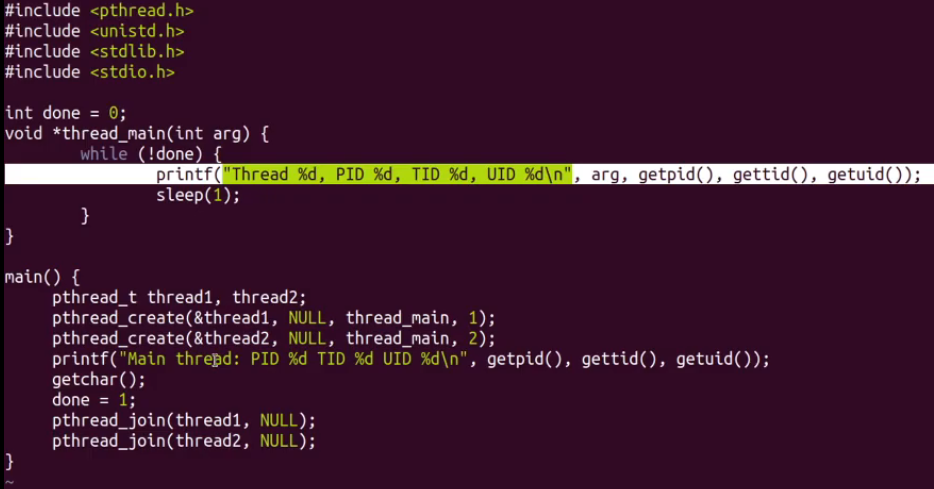 #include <pthread.h>
#include <unistd.h>
#include <stdlib.h>
#include <stdio.h>

int done = 0;
void *thread_main(int arg) {
        while (!done) {
                printf("Thread %d, PID %d, TID %d, UID %d\n", arg, getpid(), gettid(), getuid());
                sleep(1);
        }
}

main() {
     pthread_t thread1, thread2;
     pthread_create(&thread1, NULL, thread_main, 1);
     pthread_create(&thread2, NULL, thread_main, 2);
     printf("Main thread: PID %d TID %d UID %d\n", getpid(), gettid(), getuid());
     getchar();
     done = 1;
     pthread_join(thread1, NULL);
     pthread_join(thread2, NULL);
}
~